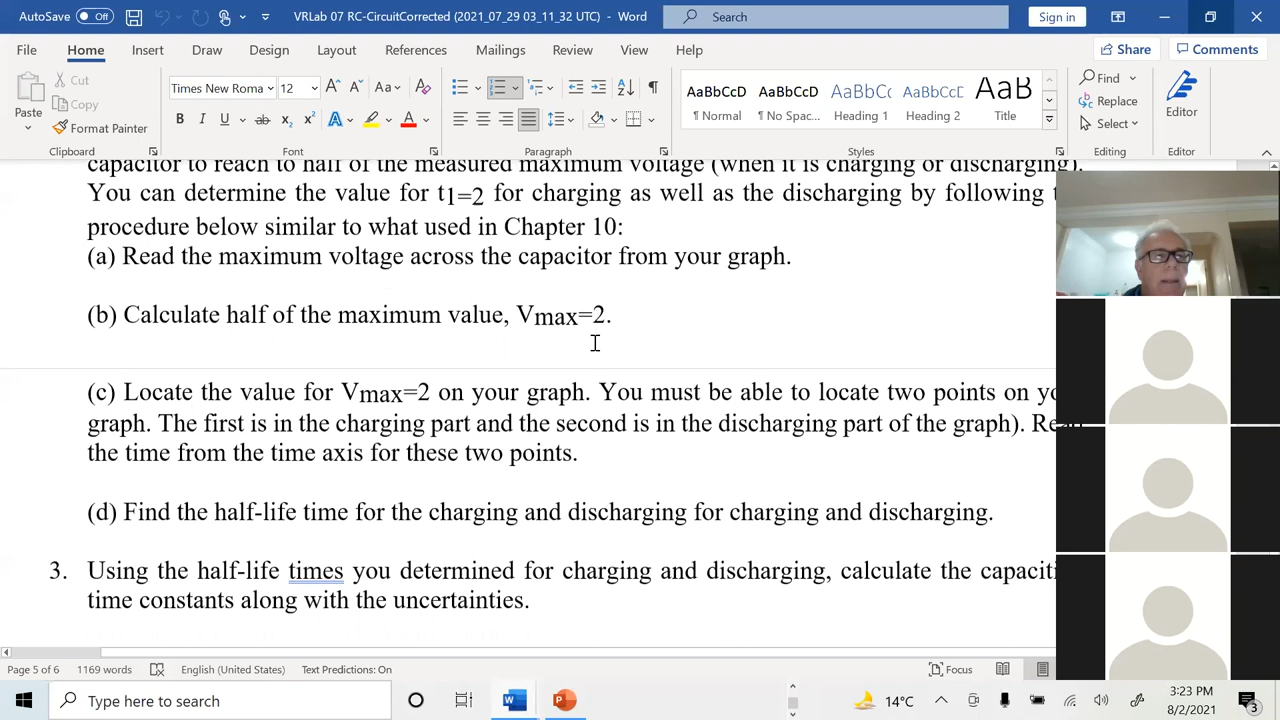 AutoSave Off VRLab 07 RC-CircuitCorrected (2021_07_29 03_11_32 UTC) - Word Search Sign in
File Home Insert Draw Design Layout References Mailings Review View Help Share Comments
Paste Cut Copy Format Painter Clipboard
Times New Roma 12 A A Aa A B I U ab x₂ x² A A Font
Paragraph
AaBbCcD ¶ Normal AaBbCcD ¶ No Spac... AaBbCc Heading 1 AaBbCcD Heading 2 AaB Title Styles
Find Replace Select Editing Editor Editor
capacitor to reach to half of the measured maximum voltage (when it is charging or discharging).
You can determine the value for t1=2 for charging as well as the discharging by following
procedure below similar to what used in Chapter 10:
(a) Read the maximum voltage across the capacitor from your graph.
(b) Calculate half of the maximum value, Vmax=2.
(c) Locate the value for Vmax=2 on your graph. You must be able to locate two points on yo
graph. The first is in the charging part and the second is in the discharging part of the graph). Read
the time from the time axis for these two points.
(d) Find the half-life time for the charging and discharging for charging and discharging.
3. Using the half-life times you determined for charging and discharging, calculate the capaciti
time constants along with the uncertainties.
Page 5 of 6 1169 words English (United States) Text Predictions: On Focus
Type here to search 14°C 3:23 PM
8/2/2021 3